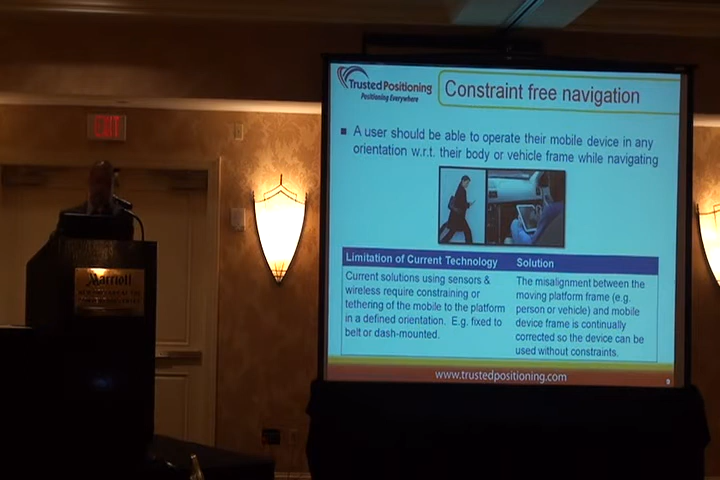 EXIT
Marriott
Trusted Positioning
Positioning Everywhere
Constraint free navigation
■ A user should be able to operate their mobile device in any
orientation w.r.t. their body or vehicle frame while navigating
Limitation of Current Technology
Current solutions using sensors &
wireless require constraining or
tethering of the mobile to the platform
in a defined orientation. E.g. fixed to
belt or dash-mounted.
Solution
The misalignment between the
moving platform frame (e.g.
person or vehicle) and mobile
device frame is continually
corrected so the device can be
used without constraints.
www.trustedpositioning.com
9